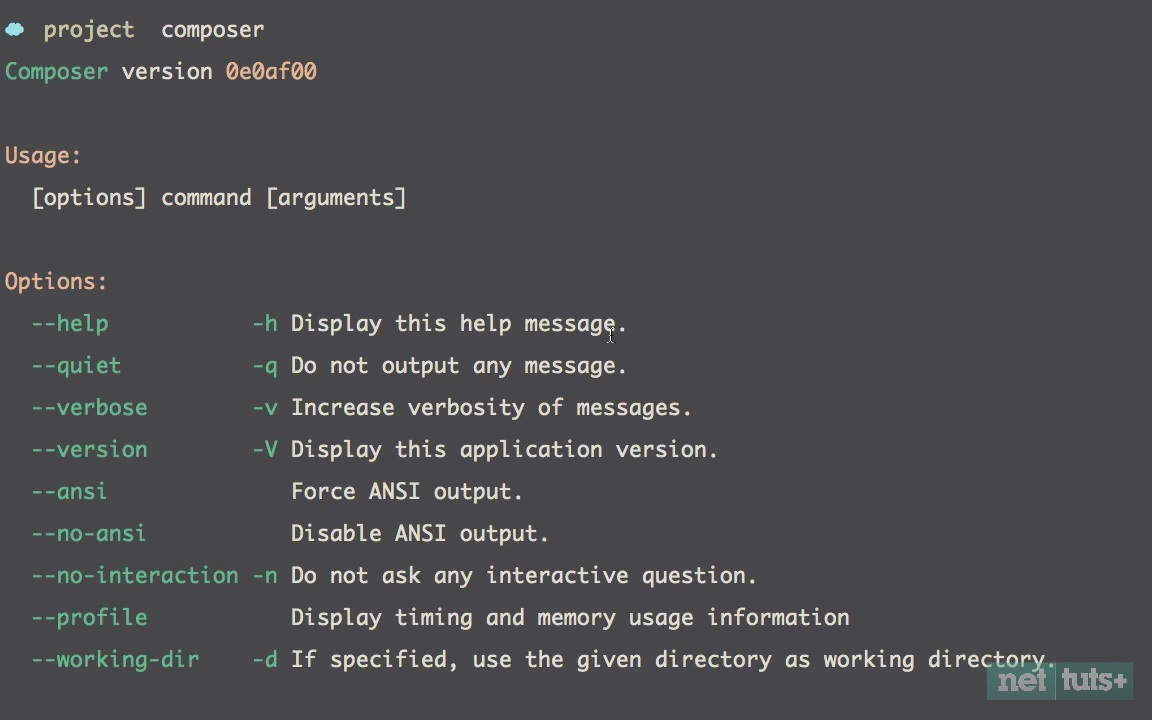 project composer
Composer version 0e0af00
Usage:
[options] command [arguments]
Options:
--help -h Display this help message.
--quiet -q Do not output any message.
--verbose -v Increase verbosity of messages.
--version -V Display this application version.
--ansi Force ANSI output.
--no-ansi Disable ANSI output.
--no-interaction -n Do not ask any interactive question.
--profile Display timing and memory usage information
--working-dir -d If specified, use the given directory as working directory.
net tuts+